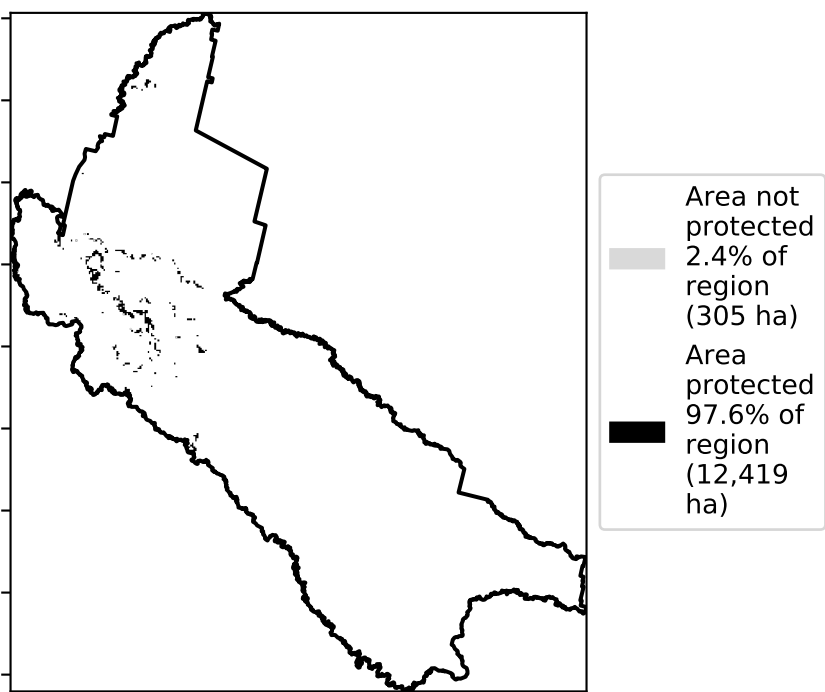 Area not
protected
2.4% of
region
(305 ha)
Area
protected
97.6% of
region
(12,419
ha)